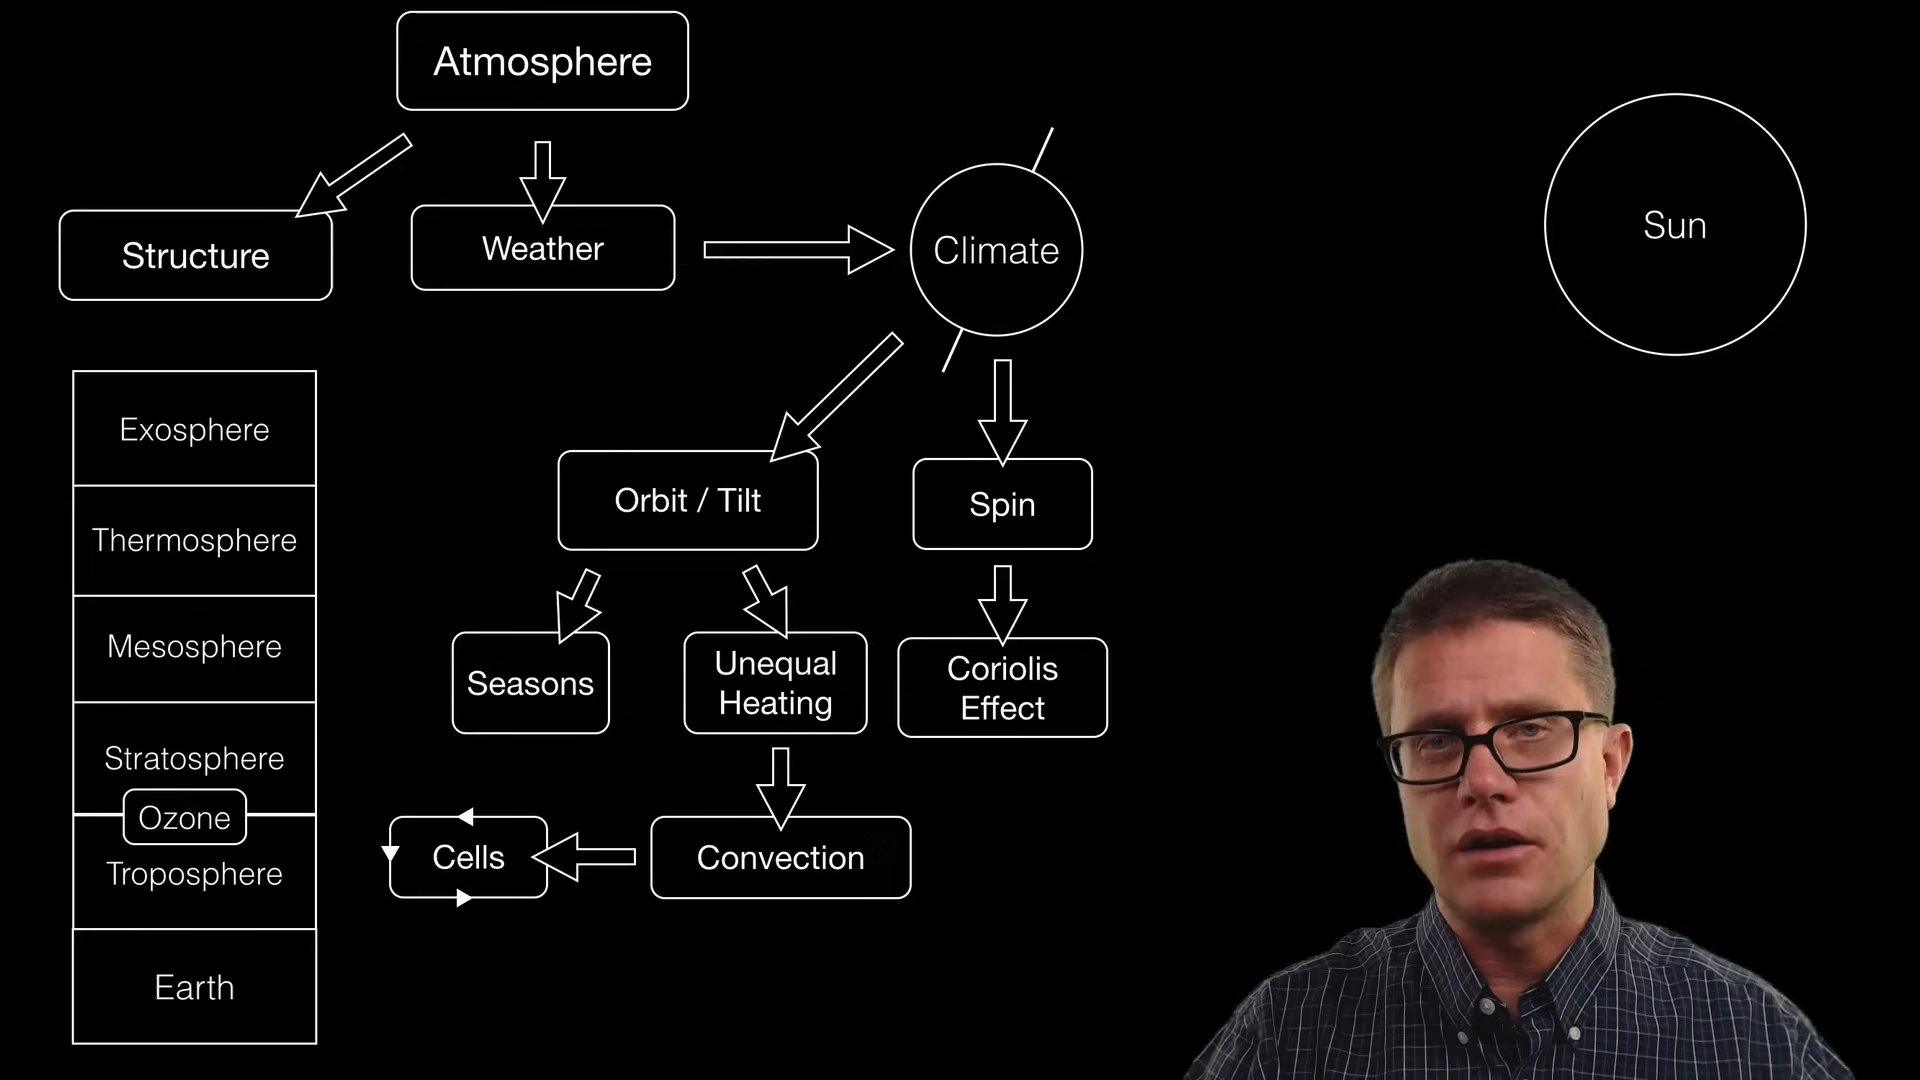 Atmosphere
Structure
Weather
Climate
Sun
Exosphere
Thermosphere
Mesosphere
Stratosphere
Ozone
Troposphere
Earth
Orbit / Tilt
Spin
Seasons
Unequal
Heating
Coriolis
Effect
Cells
Convection